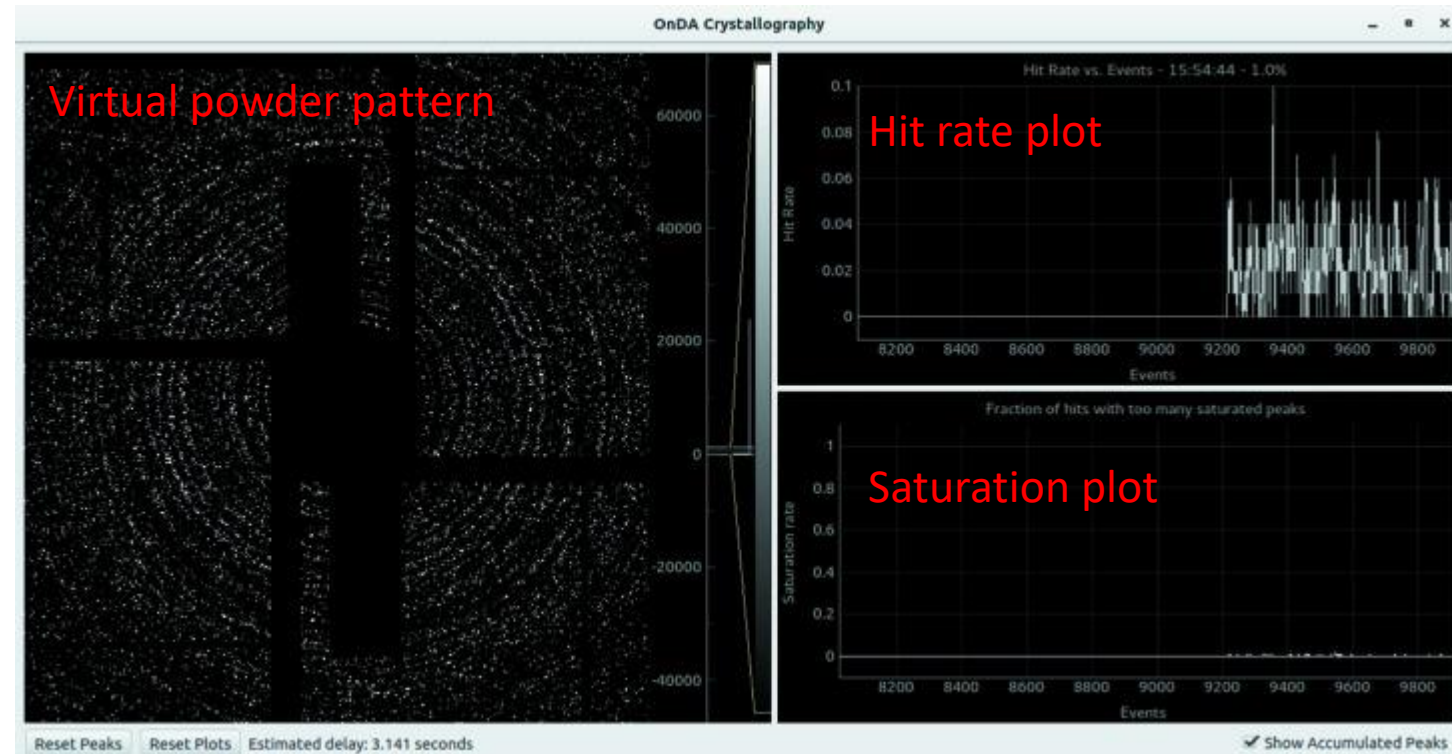 OnDA Crystallography
Virtual powder pattern
60000
40000
20000
0
20000
-40000
Hit Rate vs. Events - 15:54:44 - 1.0%
Hit rate plot
0.1
0.08
0.06
0.04
0.02
0
Hit Rate
8200 8400 8600 8800 9000 9200 9400 9600 9800
Events
Fraction of hits with too many saturated peaks
Saturation plot
1
0.8
0.6
0.4
0.2
0
Saturation rate
8200 8400 8600 8800 9000 9200 9400 9600 9800
Events
Reset Peaks Reset Plots Estimated delay: 3.141 seconds
Show Accumulated Peaks